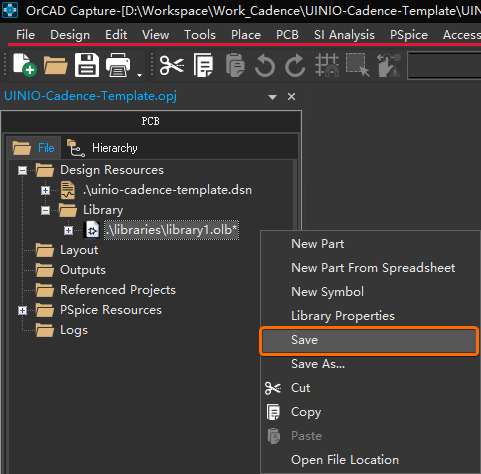 OrCAD Capture-[D:\Workspace\Work_Cadence\UINIO-Cadence-Template\UINI
File Design Edit View Place PCB SI Analysis PSpice Access
UINIO-Cadence-Template.opj
PCB
File Hierarchy
Design Resources
.\uinio-cadence-template.dsn
Library
.\libraries\library1.olb*
Layout
Outputs
Referenced Projects
PSpice Resources
Logs
New Part
New Part From Spreadsheet
New Symbol
Library Properties
Save
Save As...
Cut
Copy
Paste
Open File Location